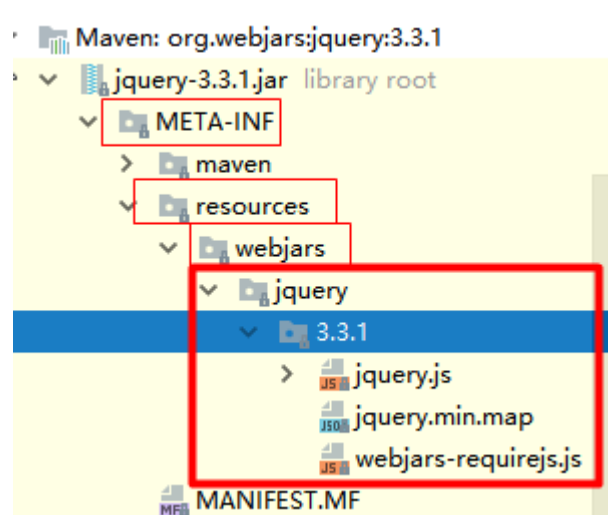 Maven: org.webjars:jquery:3.3.1
jquery-3.3.1.jar library root
META-INF
maven
resources
webjars
jquery
3.3.1
jquery.js
jquery.min.map
webjars-requirejs.js
MANIFEST.MF